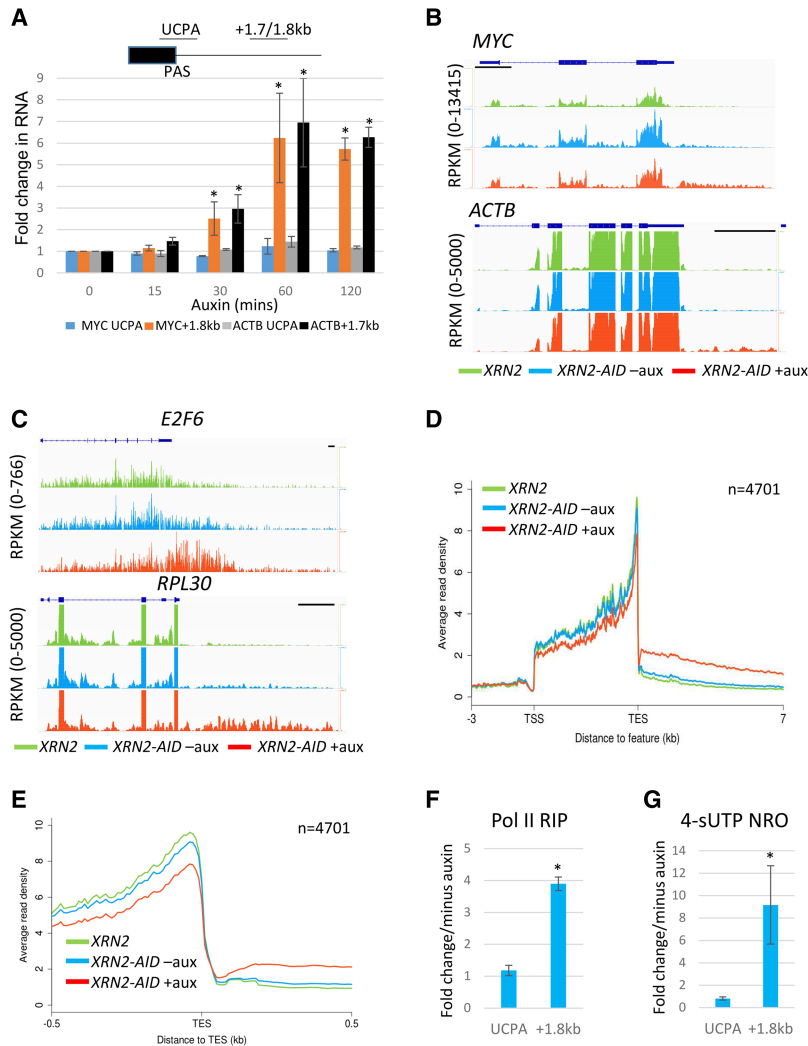 A
UCPA +1.7/1.8kb
PAS
Fold change in RNA
9
8
7
6
5
4
3
2
1
0
* * * * * *
0 15 30 60 120
Auxin (mins)
MYC UCPA MYC+1.8kb ACTB UCPA ACTB+1.7kb
B
MYC
RPKM (0-13415)
ACTB
RPKM (0-5000)
XRN2 XRN2-AID –aux XRN2-AID +aux
C
E2F6
RPKM (0-766)
RPL30
RPKM (0-5000)
XRN2 XRN2-AID –aux XRN2-AID +aux
D
XRN2
XRN2-AID –aux
XRN2-AID +aux
n=4701
Average read density
10
8
6
4
2
0
-3 TSS TES 7
Distance to feature (kb)
E
n=4701
Average read density
10
8
6
4
2
0
XRN2
XRN2-AID –aux
XRN2-AID +aux
-0.5 TES 0.5
Distance to TES (kb)
F
Pol II RIP
Fold change/minus auxin
5
4
3
2
1
0
*
UCPA +1.8kb
G
4-sUTP NRO
Fold change/minus auxin
14
12
10
8
6
4
2
0
*
UCPA +1.8kb